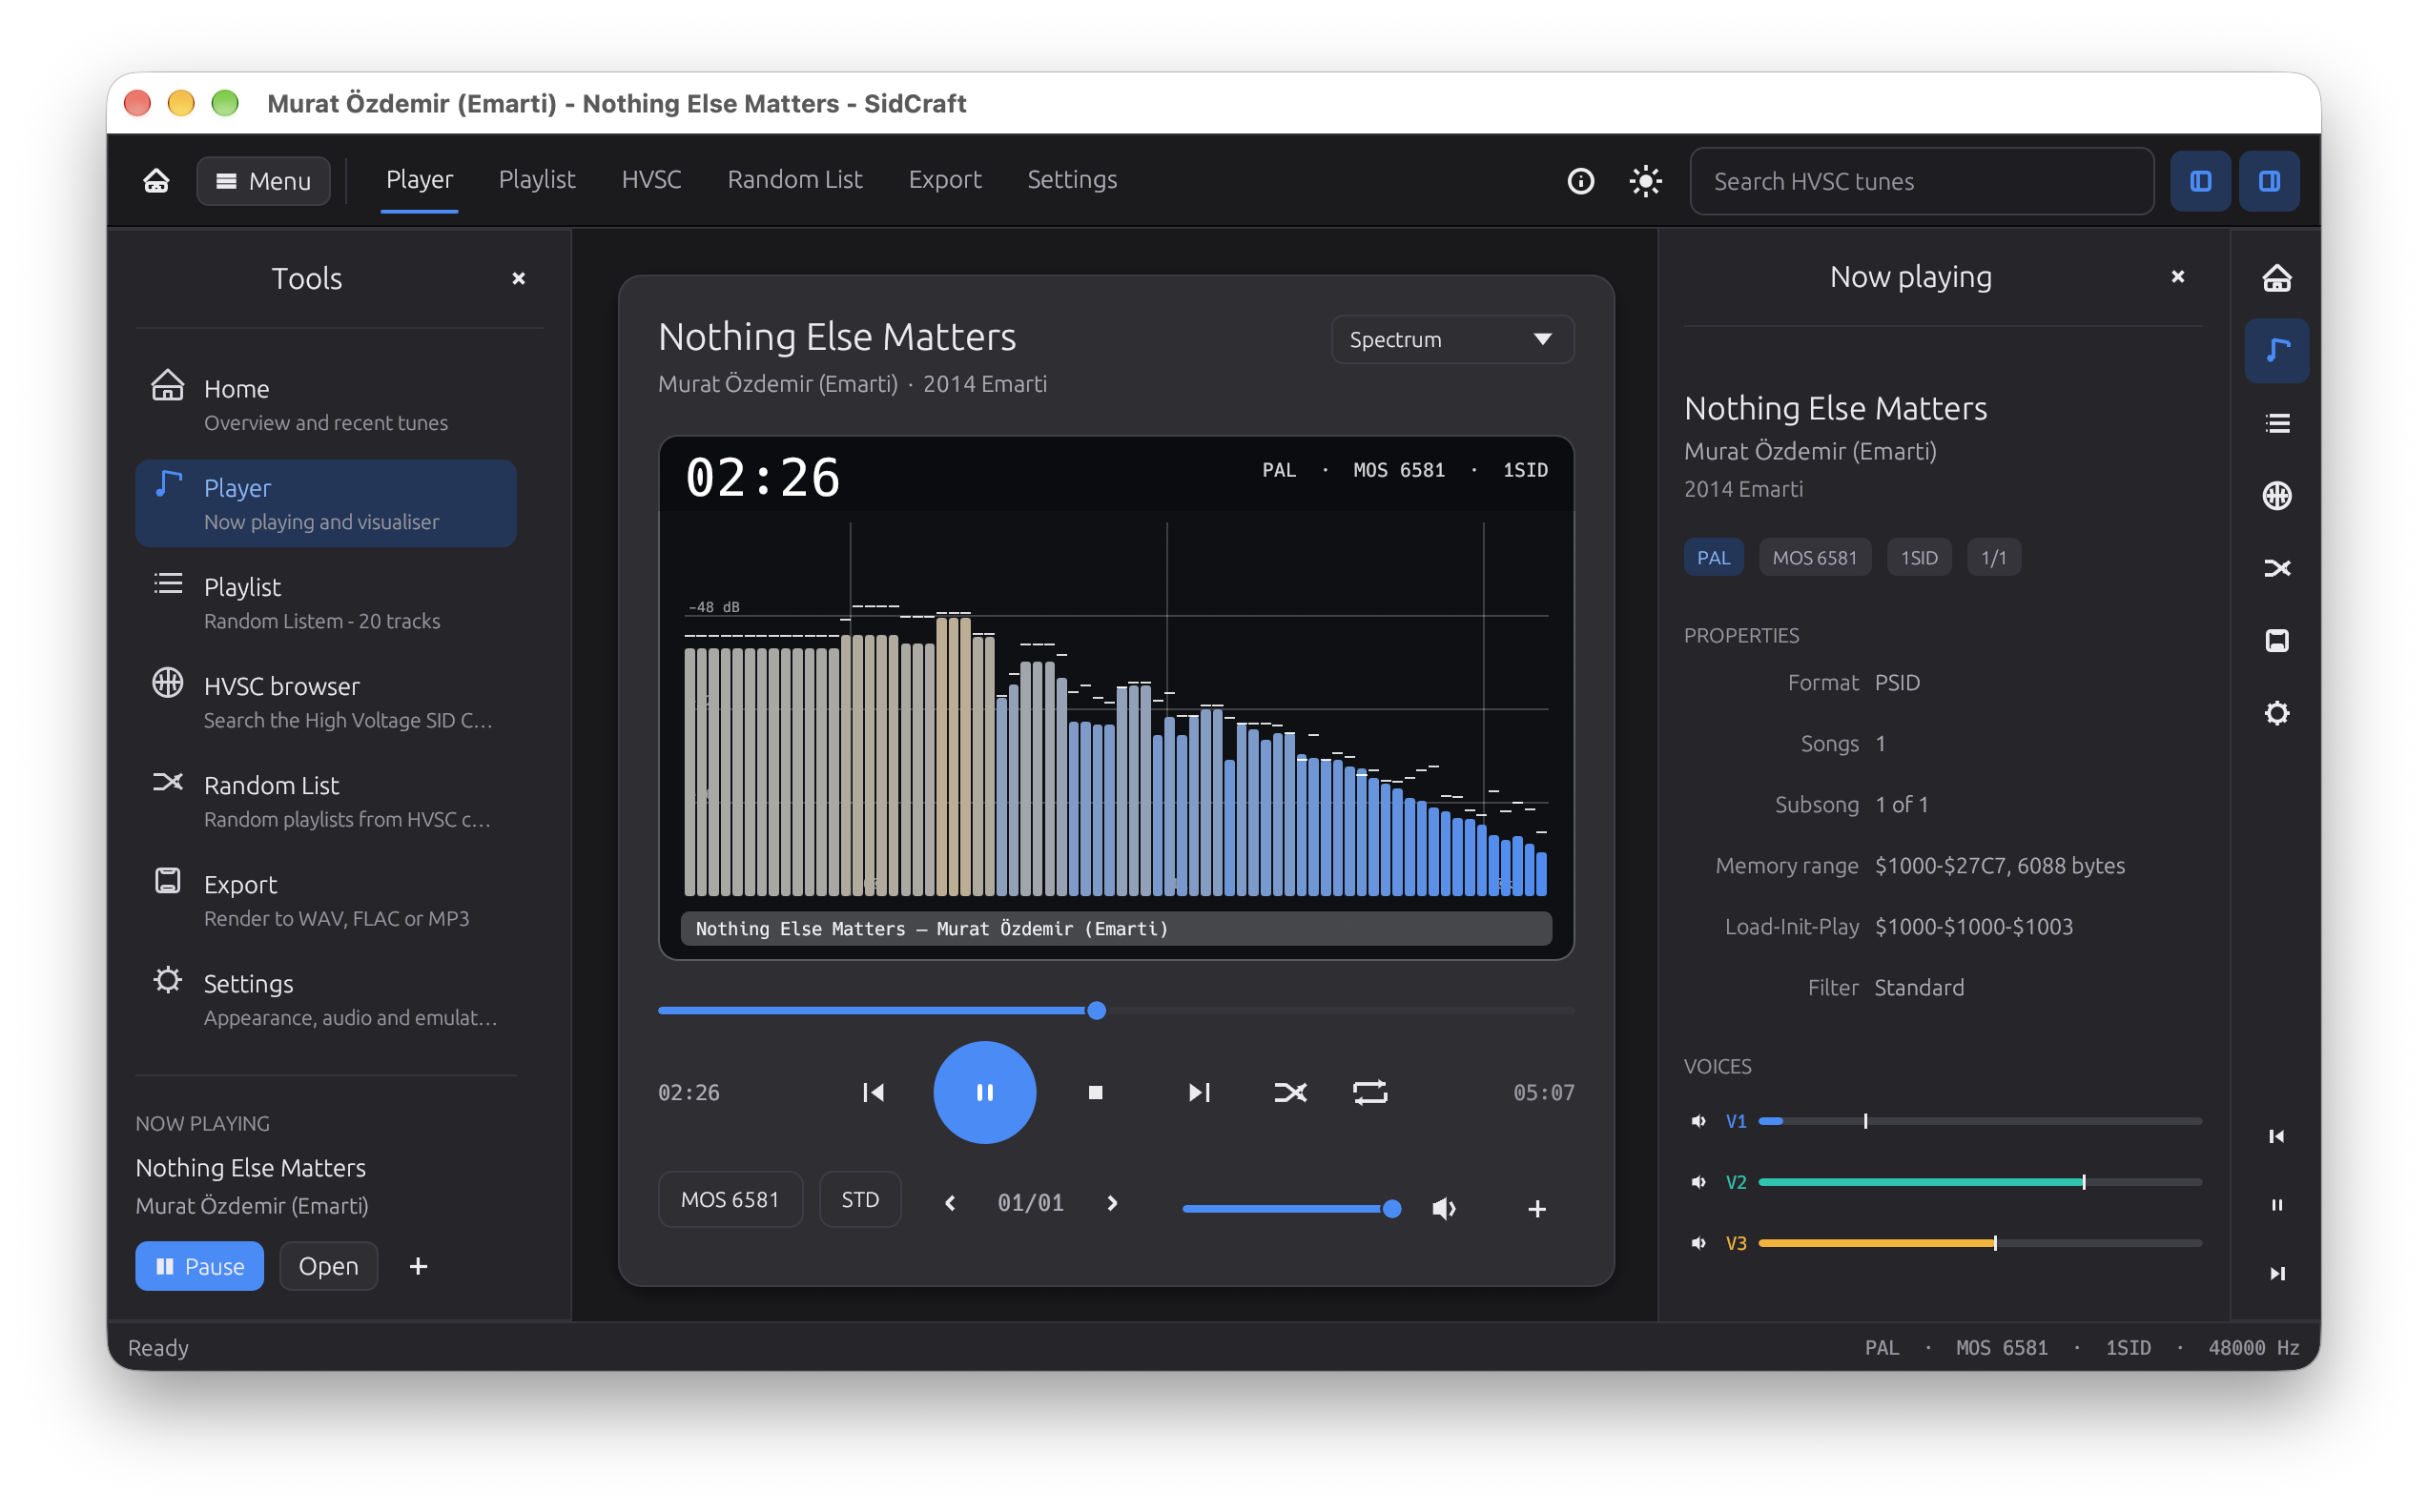 Murat Özdemir (Emarti) - Nothing Else Matters - SidCraft
Menu
Player
Playlist
HVSC
Random List
Export
Settings
Search HVSC tunes
Tools
Home
Overview and recent tunes
Player
Now playing and visualiser
Playlist
Random Listem - 20 tracks
HVSC browser
Search the High Voltage SID C...
Random List
Random playlists from HVSC c...
Export
Render to WAV, FLAC or MP3
Settings
Appearance, audio and emulat...
NOW PLAYING
Nothing Else Matters
Murat Özdemir (Emarti)
Pause
Open
Nothing Else Matters
Murat Özdemir (Emarti) · 2014 Emarti
Spectrum
02:26
PAL · MOS 6581 · 1SID
-48 dB
Nothing Else Matters — Murat Özdemir (Emarti)
02:26
05:07
MOS 6581
STD
01/01
Now playing
Nothing Else Matters
Murat Özdemir (Emarti)
2014 Emarti
PAL
MOS 6581
1SID
1/1
PROPERTIES
Format PSID
Songs 1
Subsong 1 of 1
Memory range $1000-$27C7, 6088 bytes
Load-Init-Play $1000-$1000-$1003
Filter Standard
VOICES
V1
V2
V3
Ready
PAL · MOS 6581 · 1SID · 48000 Hz